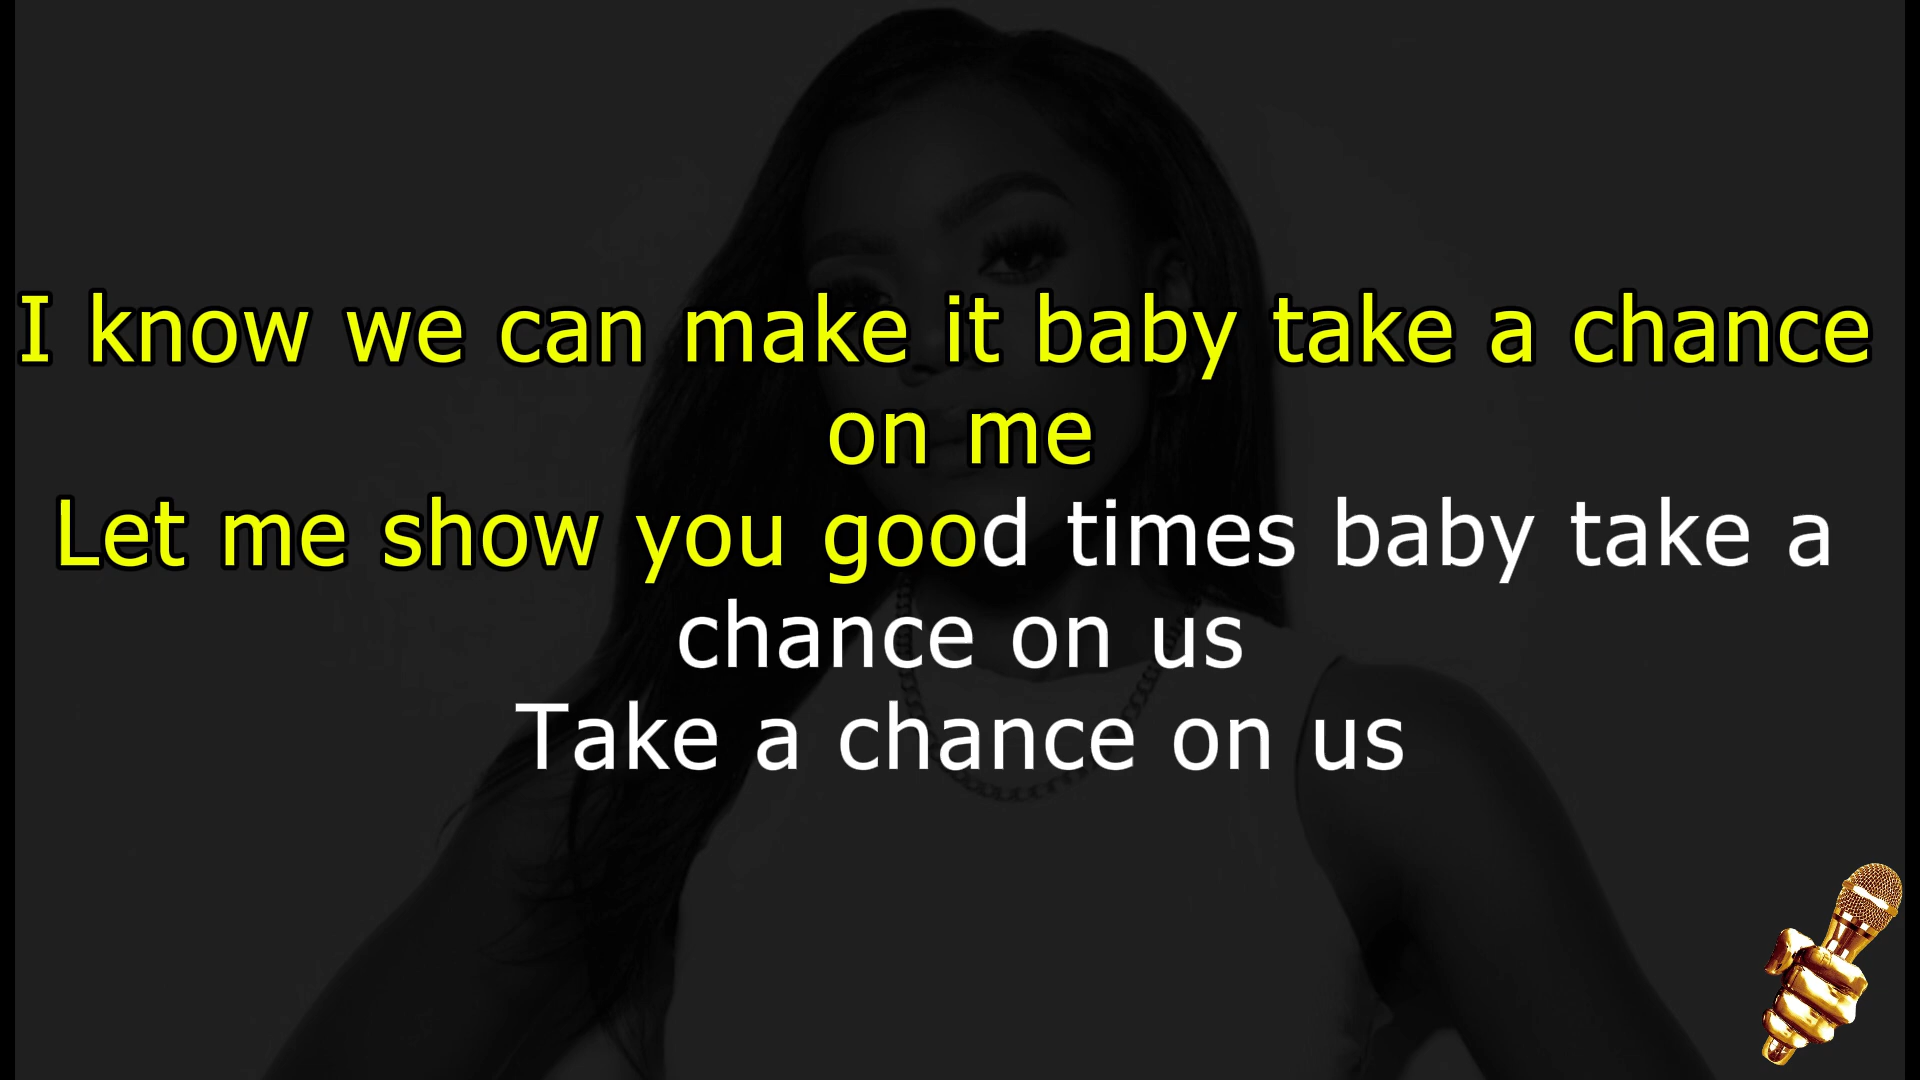 I know we can make it baby take a chance
on me
Let me show you good times baby take a
chance on us
Take a chance on us